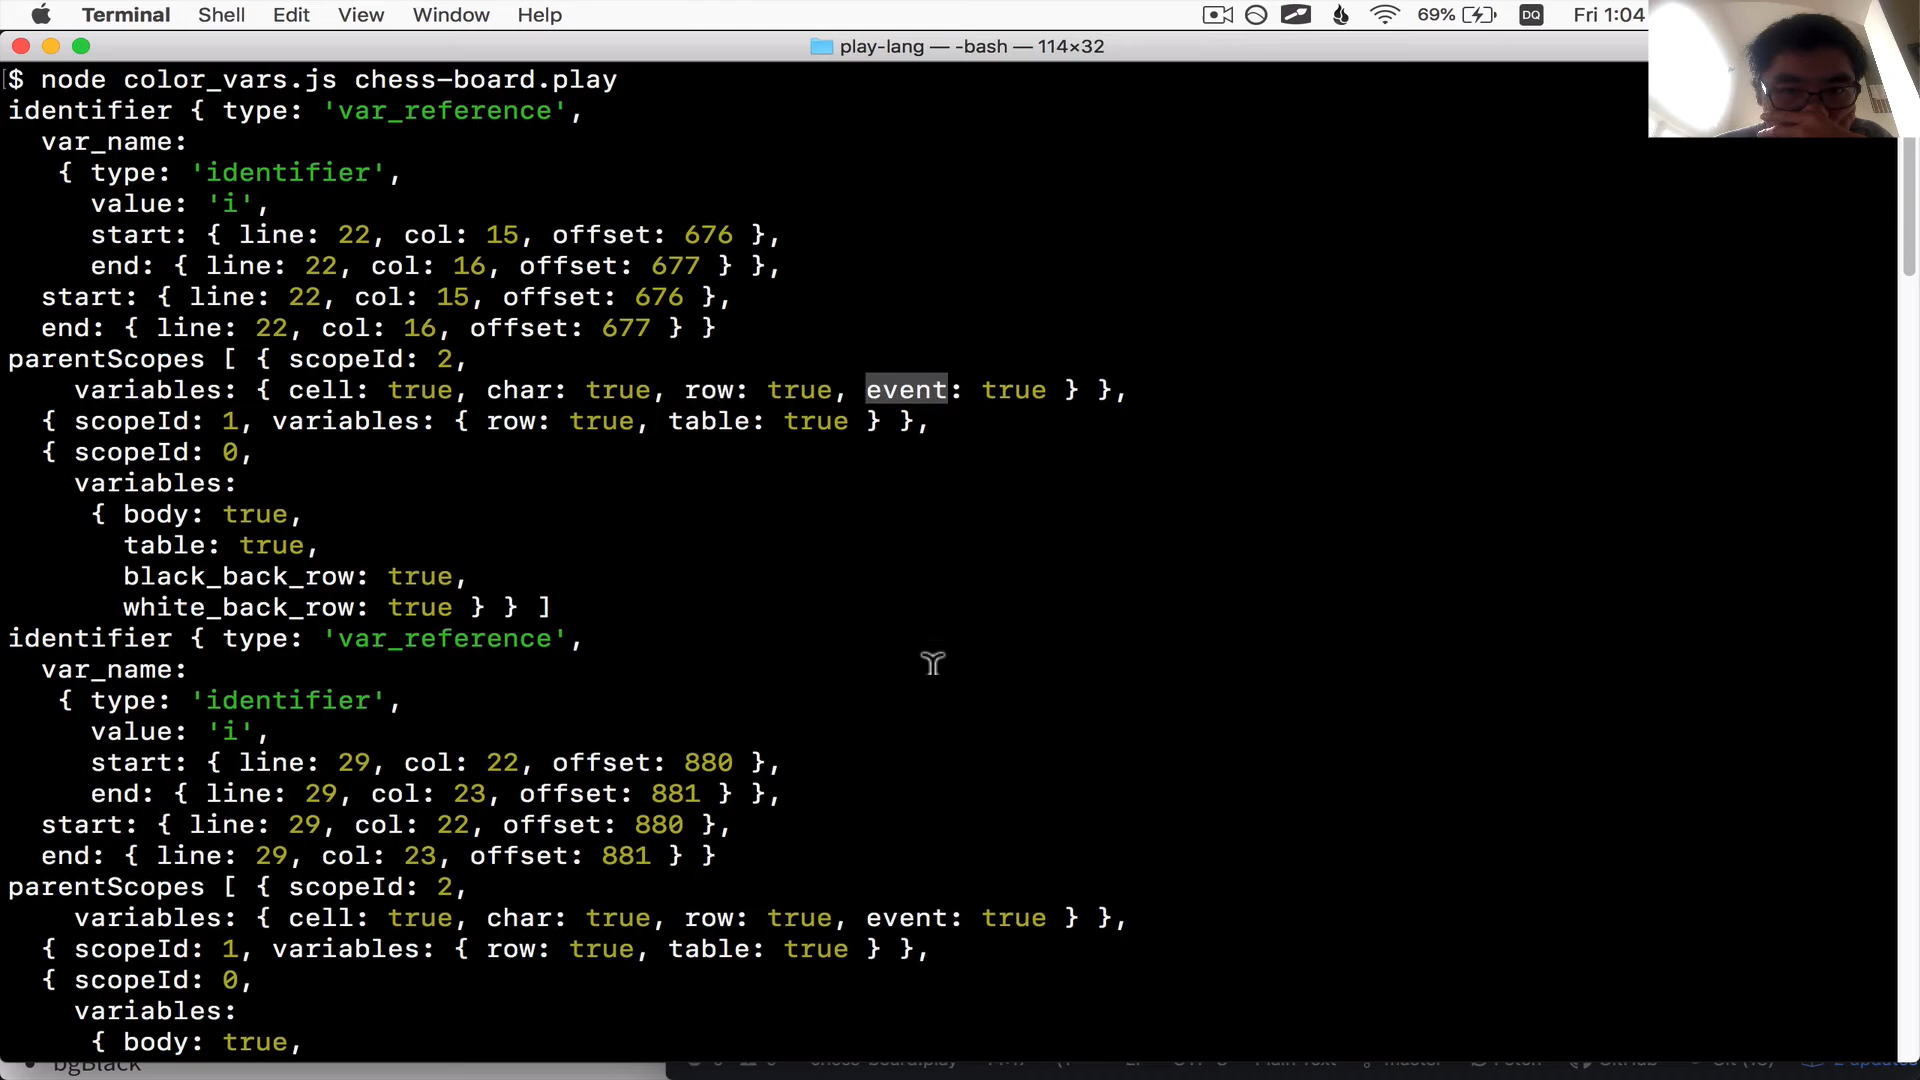 Terminal Shell Edit View Window Help 69% DQ Fri 1:04
play-lang — -bash — 114×32
$ node color_vars.js chess-board.play
identifier { type: 'var_reference',
var_name:
{ type: 'identifier',
value: 'i',
start: { line: 22, col: 15, offset: 676 },
end: { line: 22, col: 16, offset: 677 } },
start: { line: 22, col: 15, offset: 676 },
end: { line: 22, col: 16, offset: 677 } }
parentScopes [ { scopeId: 2,
variables: { cell: true, char: true, row: true, event: true } },
{ scopeId: 1, variables: { row: true, table: true } },
{ scopeId: 0,
variables:
{ body: true,
table: true,
black_back_row: true,
white_back_row: true } } ]
identifier { type: 'var_reference',
var_name:
{ type: 'identifier',
value: 'i',
start: { line: 29, col: 22, offset: 880 },
end: { line: 29, col: 23, offset: 881 } },
start: { line: 29, col: 22, offset: 880 },
end: { line: 29, col: 23, offset: 881 } }
parentScopes [ { scopeId: 2,
variables: { cell: true, char: true, row: true, event: true } },
{ scopeId: 1, variables: { row: true, table: true } },
{ scopeId: 0,
variables:
{ body: true,
bgBlack